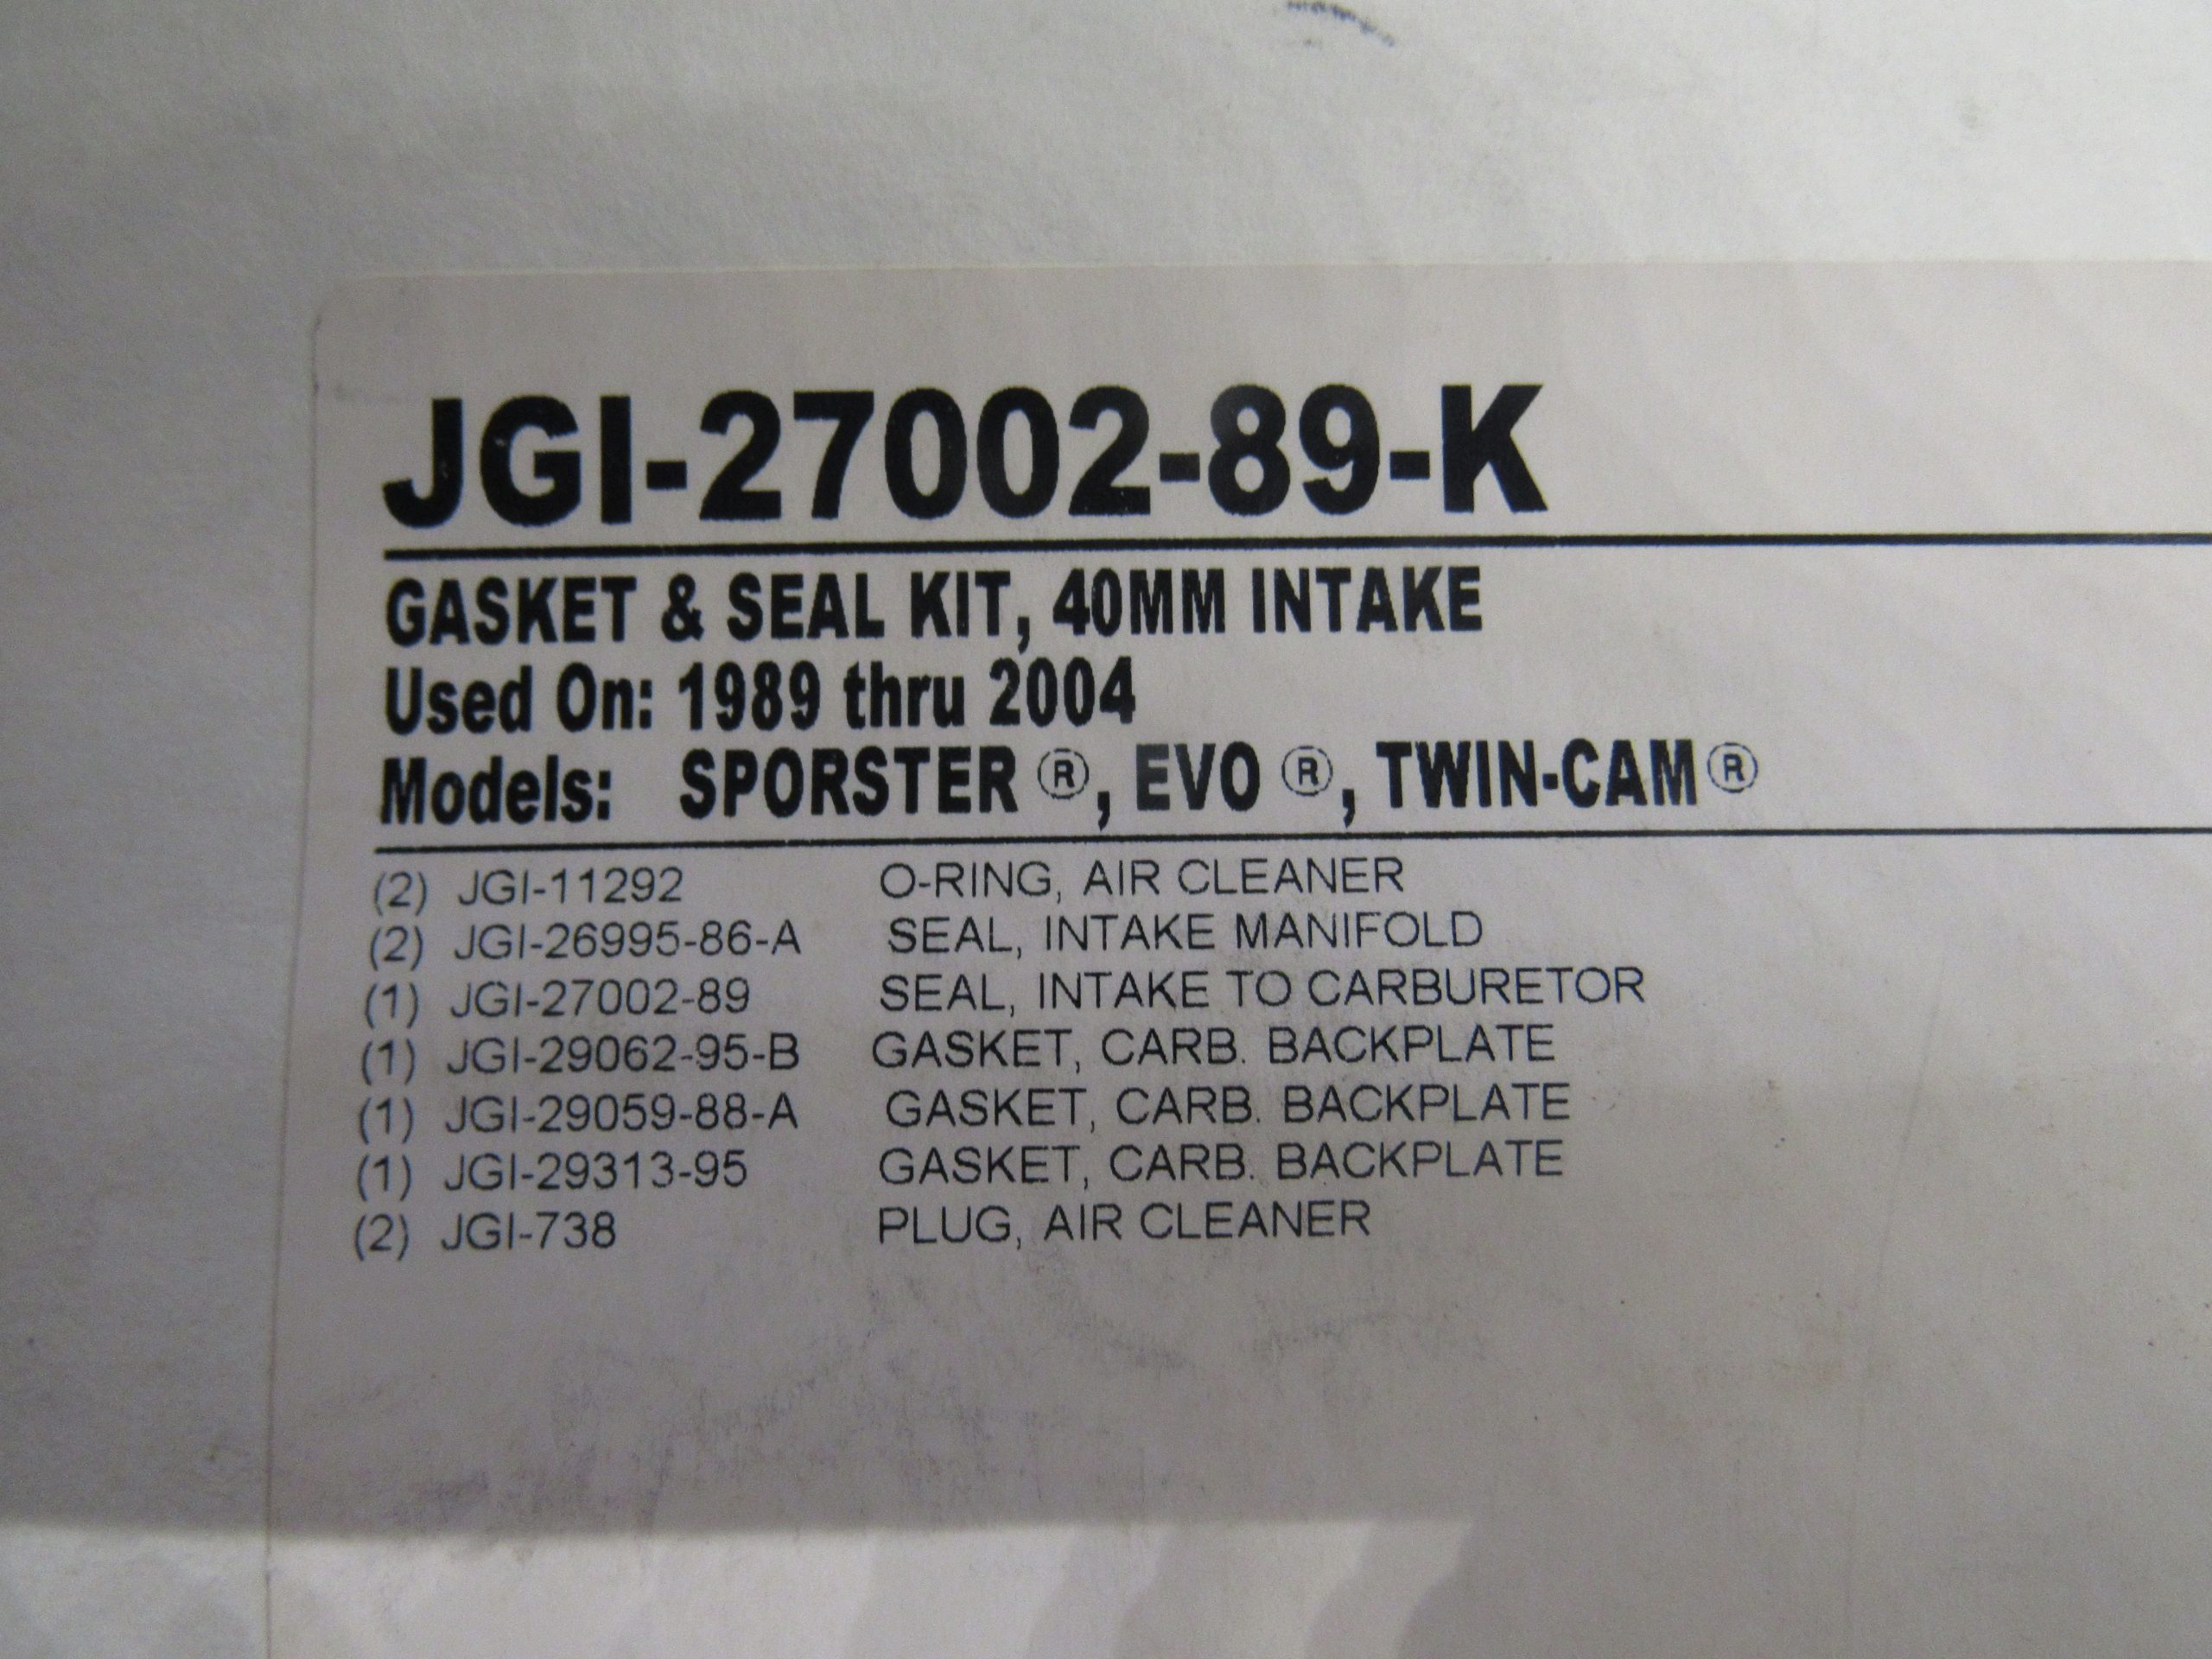 JGI-27002-89-K
GASKET & SEAL KIT, 40MM INTAKE
Used On: 1989 thru 2004
Models: SPORSTER ®, EVO ®, TWIN-CAM®
(2) JGI-11292 O-RING, AIR CLEANER
(2) JGI-26995-86-A SEAL, INTAKE MANIFOLD
(1) JGI-27002-89 SEAL, INTAKE TO CARBURETOR
(1) JGI-29062-95-B GASKET, CARB. BACKPLATE
(1) JGI-29059-88-A GASKET, CARB. BACKPLATE
(1) JGI-29313-95 GASKET, CARB. BACKPLATE
(2) JGI-738 PLUG, AIR CLEANER